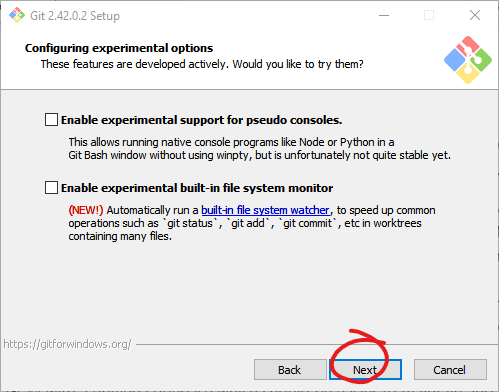 Git 2.42.0.2 Setup
Configuring experimental options
These features are developed actively. Would you like to try them?
Enable experimental support for pseudo consoles.
This allows running native console programs like Node or Python in a
Git Bash window without using winpty, but is unfortunately not quite stable yet.
Enable experimental built-in file system monitor
(NEW!) Automatically run a built-in file system watcher, to speed up common
operations such as `git status`, `git add`, `git commit`, etc in worktrees
containing many files.
https://gitforwindows.org/
Back Next Cancel